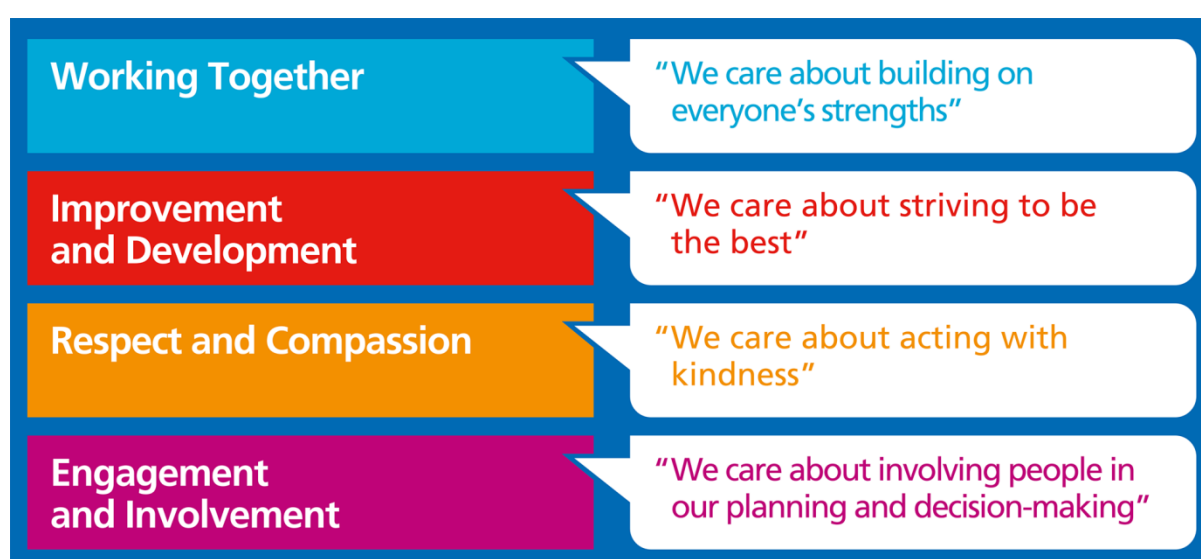 Working Together
“We care about building on
everyone’s strengths”
Improvement
and Development
“We care about striving to be
the best”
Respect and Compassion
“We care about acting with
kindness”
Engagement
and Involvement
“We care about involving people in
our planning and decision-making”